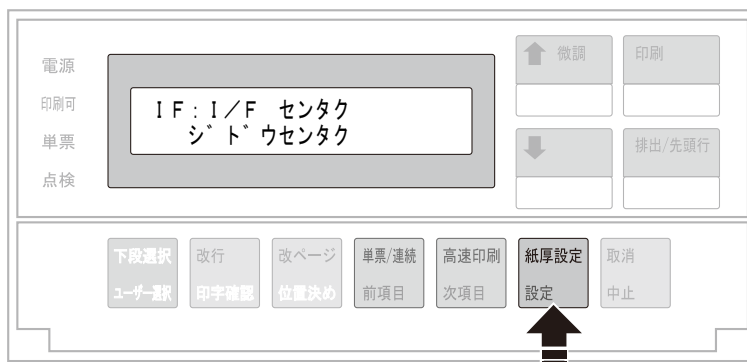 電源
印刷可
単票
点検
IF:I/F センタク
ジドウセンタク
微調
印刷
排出/先頭行
下段選択
ユーザー選択
改行
印字確認
改ページ
位置決め
単票/連続
前項目
高速印刷
次項目
紙厚設定
設定
取消
中止